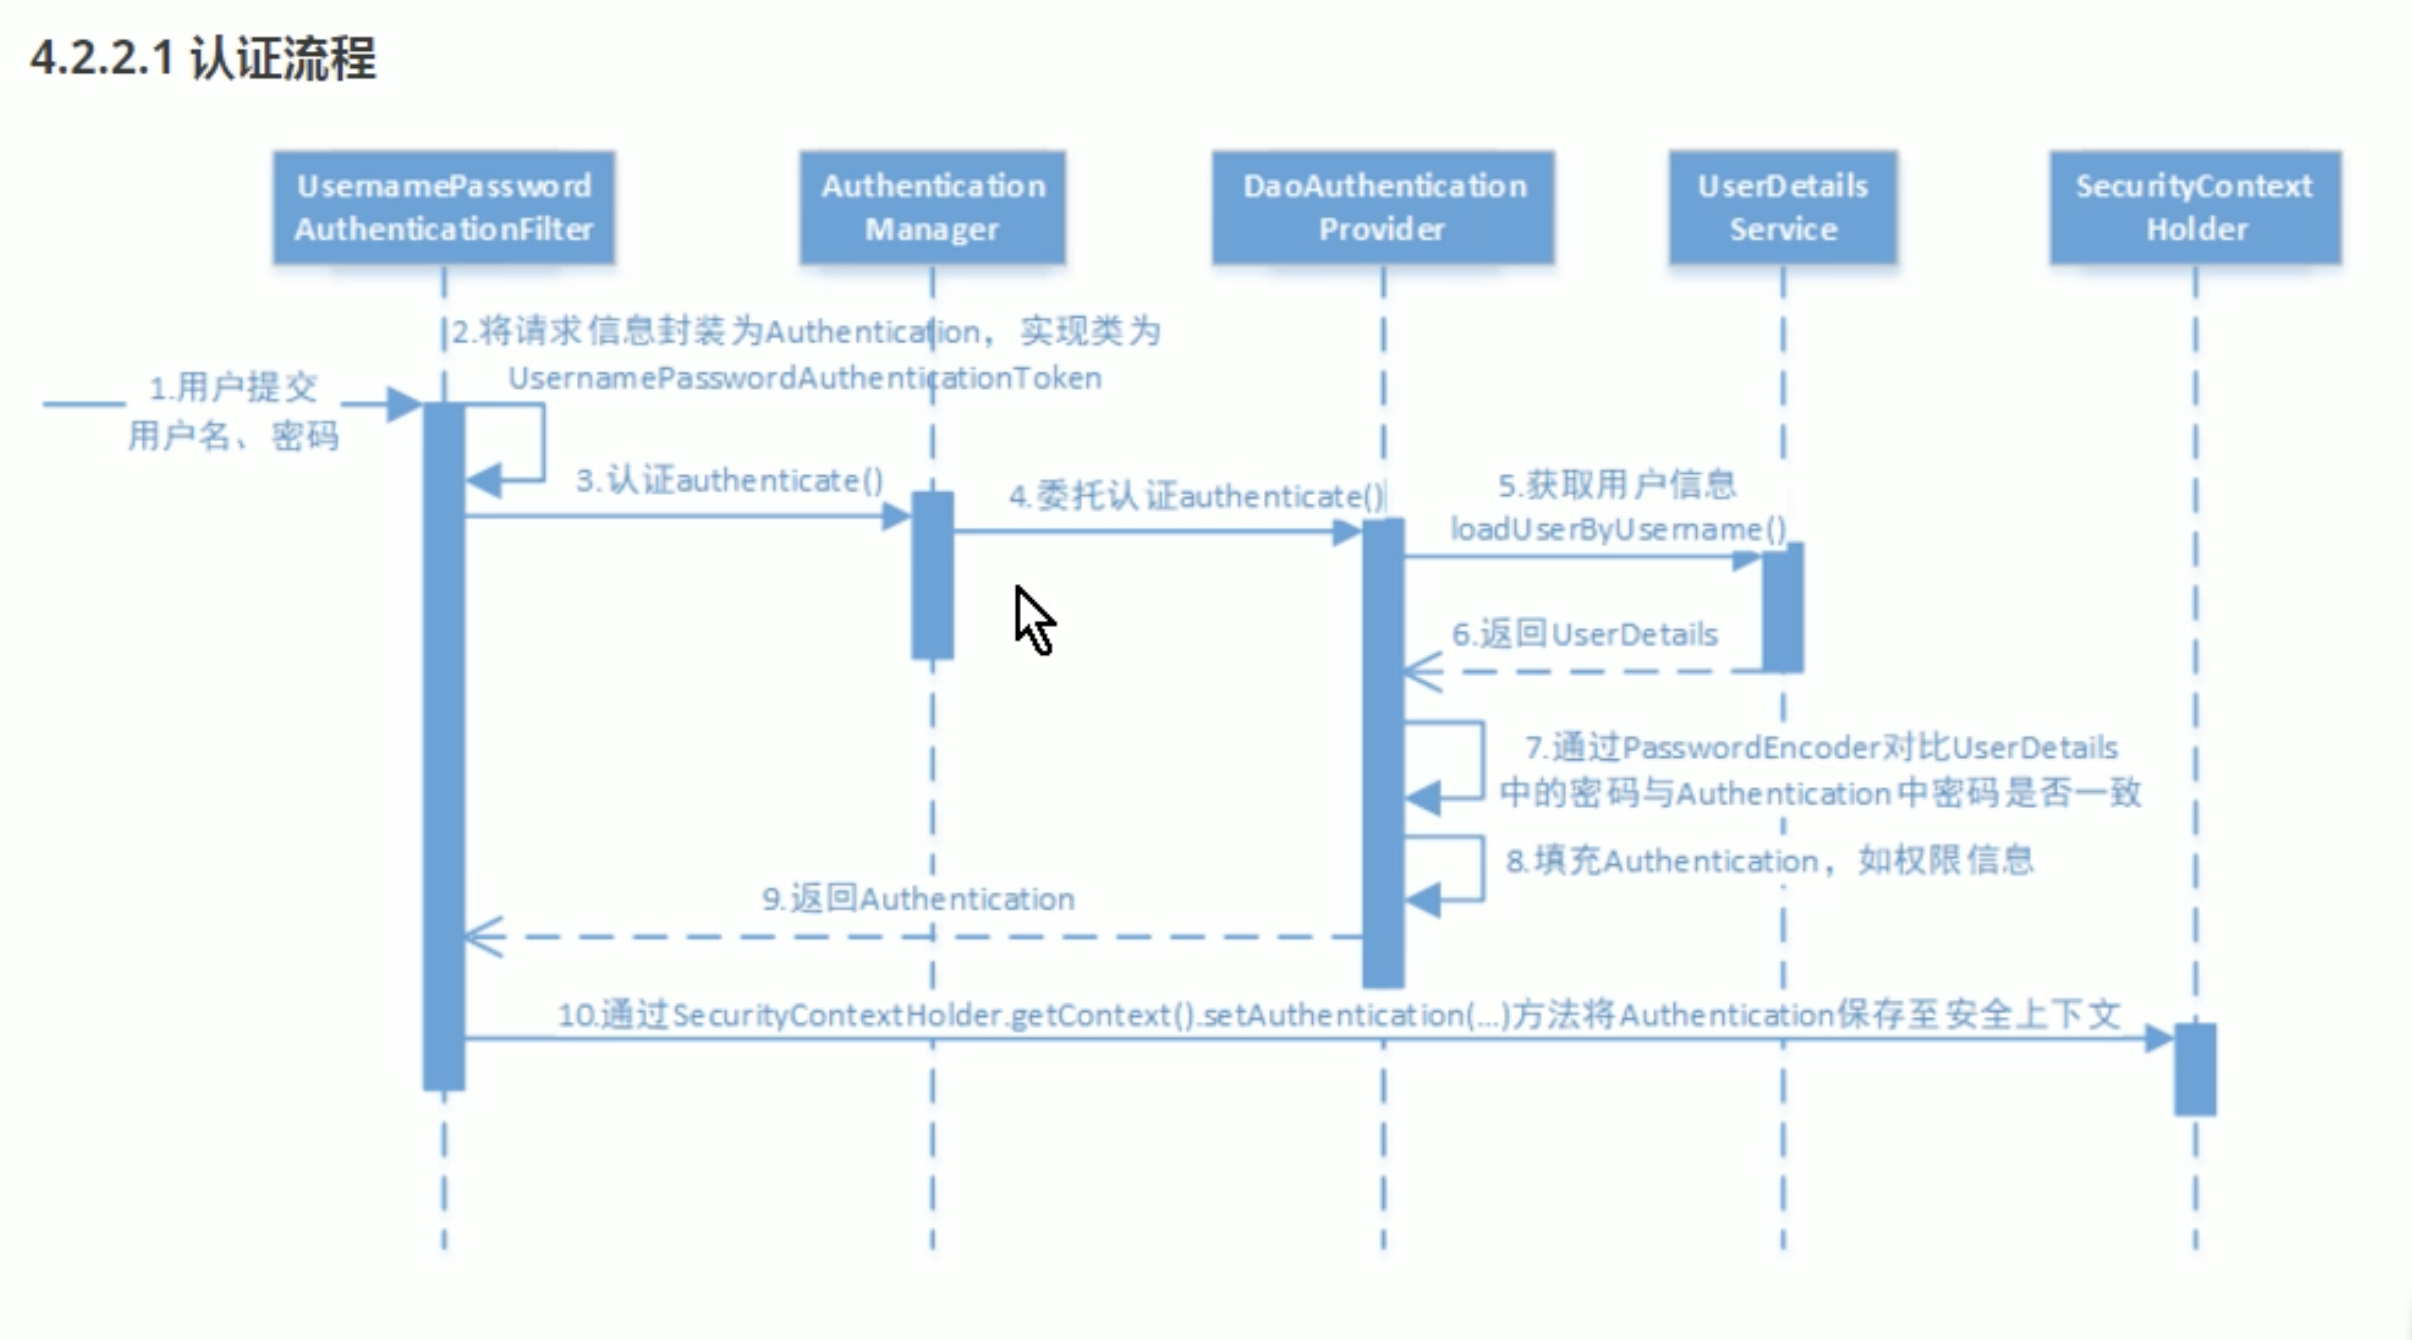 4.2.2.1 认证流程
UsernamePassword
AuthenticationFilter
Authentication
Manager
DaoAuthentication
Provider
UserDetails
Service
SecurityContext
Holder
2.将请求信息封装为Authentication，实现类为
UsernamePasswordAuthenticationToken
1.用户提交
用户名、密码
3.认证authenticate()
4.委托认证authenticate()
5.获取用户信息
loadUserByUsername()
6.返回UserDetails
7.通过PasswordEncoder对比UserDetails
中的密码与Authentication中密码是否一致
8.填充Authentication，如权限信息
9.返回Authentication
10.通过SecurityContextHolder.getContext().setAuthentication(...)方法将Authentication保存至安全上下文